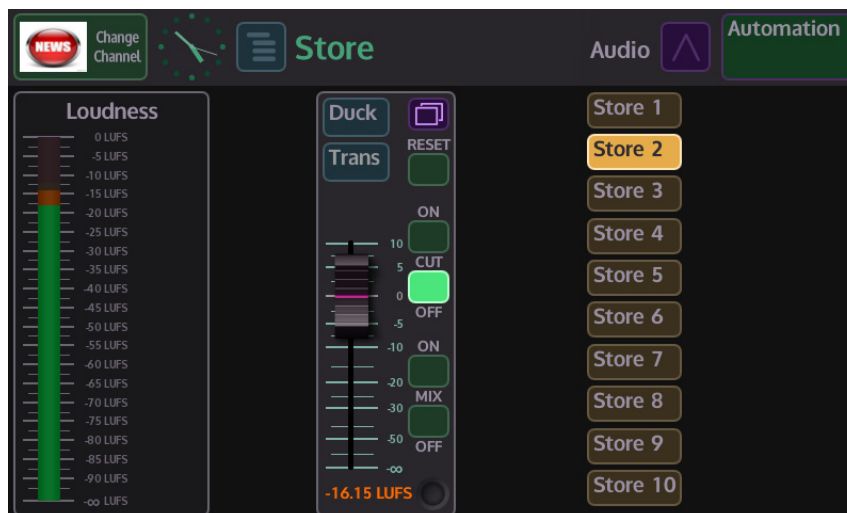 NEWS
Change
Channel
Store
Audio
Automation
Loudness
0 LUFS
-5 LUFS
-10 LUFS
-15 LUFS
-20 LUFS
-25 LUFS
-30 LUFS
-35 LUFS
-40 LUFS
-45 LUFS
-50 LUFS
-55 LUFS
-60 LUFS
-65 LUFS
-70 LUFS
-75 LUFS
-80 LUFS
-85 LUFS
-90 LUFS
-∞ LUFS
Duck
Trans
RESET
ON
CUT
OFF
ON
MIX
OFF
10
5
0
-5
-10
-20
-30
-50
-∞
-16.15 LUFS
Store 1
Store 2
Store 3
Store 4
Store 5
Store 6
Store 7
Store 8
Store 9
Store 10